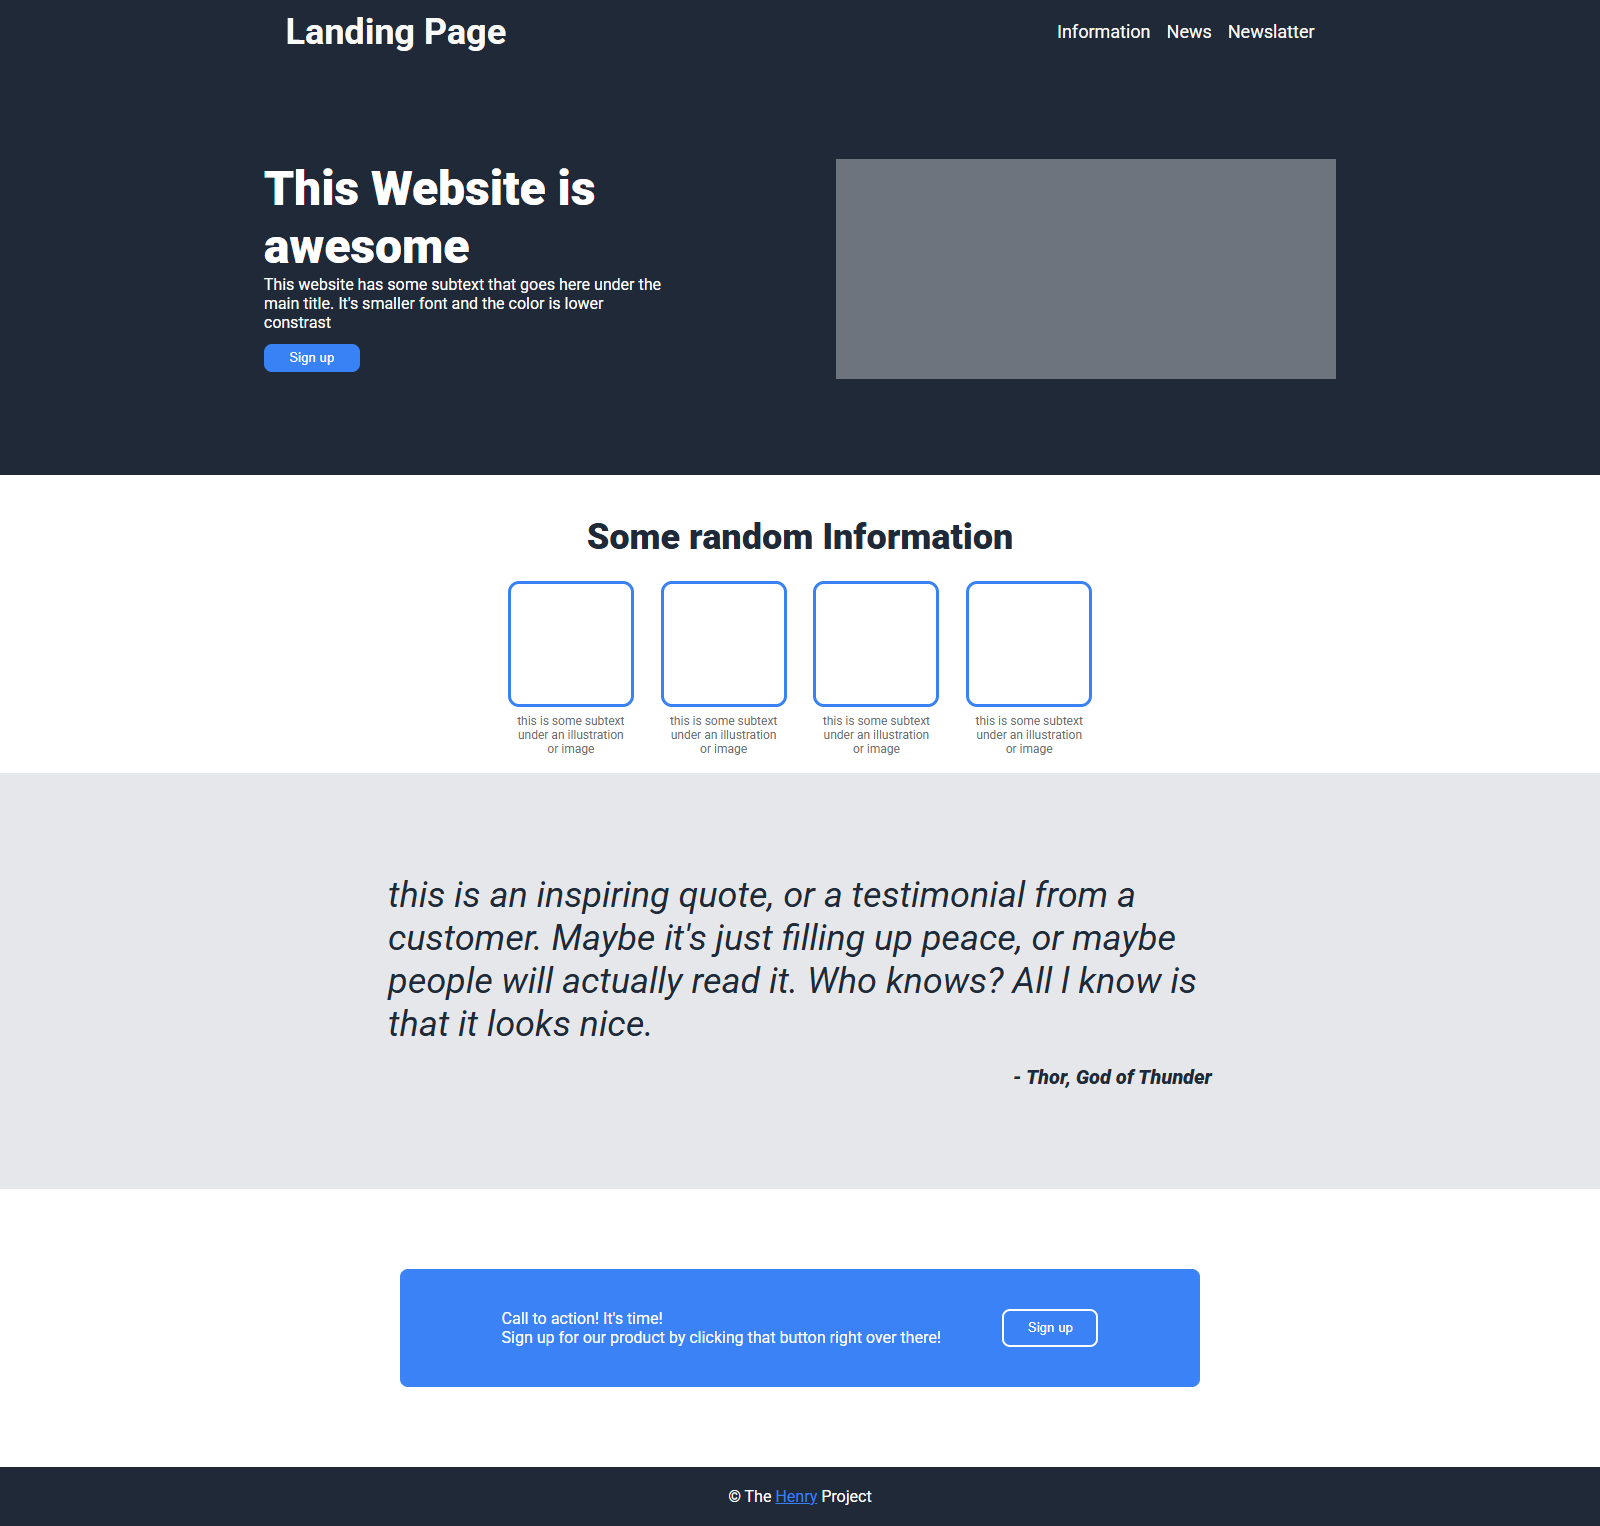 Landing Page
Information News Newslatter
This Website is
awesome
This website has some subtext that goes here under the
main title. It's smaller font and the color is lower
constrast
Sign up
Some random Information
this is some subtext
under an illustration
or image
this is some subtext
under an illustration
or image
this is some subtext
under an illustration
or image
this is some subtext
under an illustration
or image
this is an inspiring quote, or a testimonial from a
customer. Maybe it's just filling up peace, or maybe
people will actually read it. Who knows? All l know is
that it looks nice.
- Thor, God of Thunder
Call to action! It's time!
Sign up for our product by clicking that button right over there!
Sign up
© The Henry Project